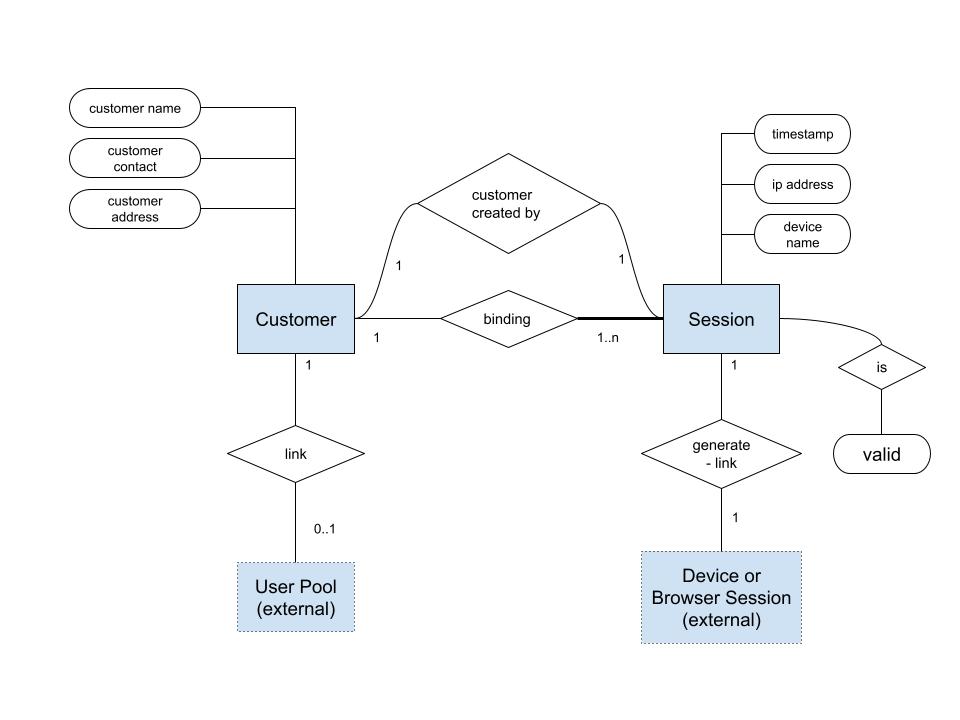 customer name
customer
contact
customer
address
timestamp
ip address
device
name
customer
created by
1
1
Customer
binding
Session
1
1..n
is
1
1
link
generate
- link
valid
0..1
1
User Pool
(external)
Device or
Browser Session
(external)